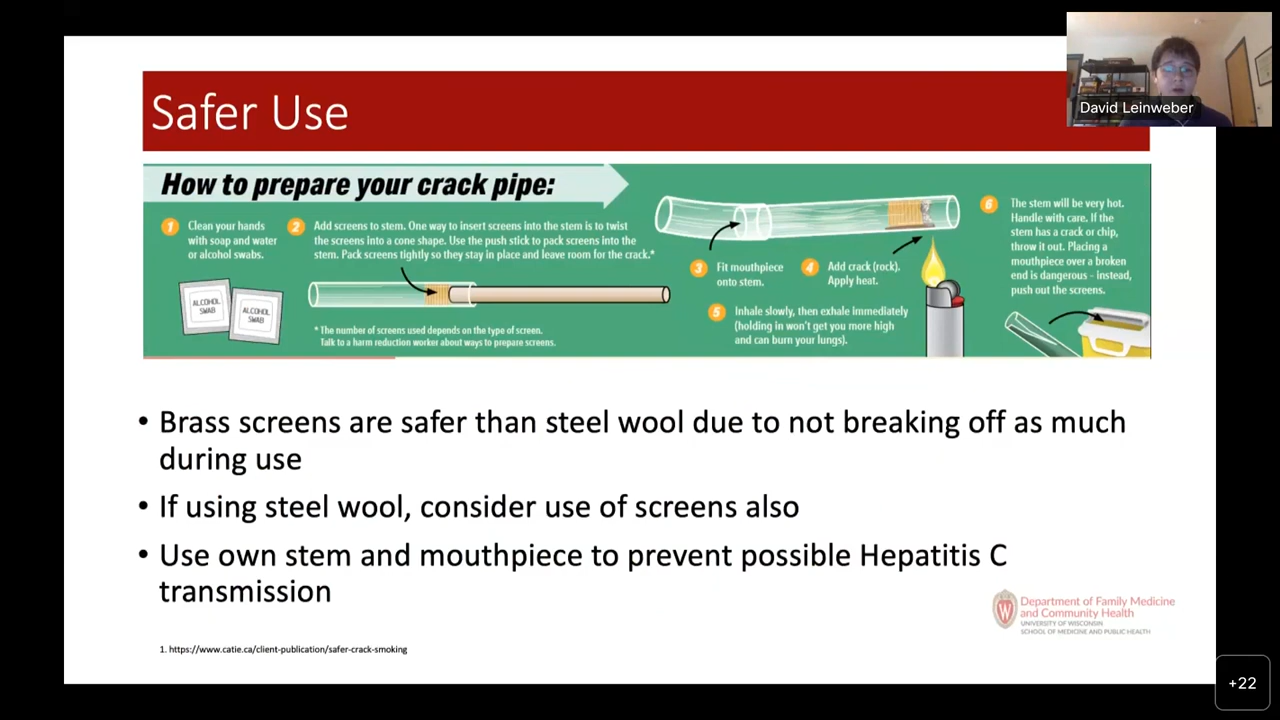 David Leinweber
Safer Use
How to prepare your crack pipe:
1 Clean your hands
with soap and water
or alcohol swabs.
ALCOHOL
SWAB
ALCOHOL
SWAB
2 Add screens to stem. One way to insert screens into the stem is to twist
the screens into a cone shape. Use the push stick to pack screens into the
stem. Pack screens tightly so they stay in place and leave room for the crack.*
* The number of screens used depends on the type of screen.
Talk to a harm reduction worker about ways to prepare screens.
3 Fit mouthpiece
onto stem.
4 Add crack (rock).
Apply heat.
5 Inhale slowly, then exhale immediately
(holding in won't get you more high
and can burn your lungs).
6 The stem will be very hot.
Handle with care. If the
stem has a crack or chip,
throw it out. Placing a
mouthpiece over a broken
end is dangerous - instead,
push out the screens.
• Brass screens are safer than steel wool due to not breaking off as much
during use
• If using steel wool, consider use of screens also
• Use own stem and mouthpiece to prevent possible Hepatitis C
transmission
W
Department of Family Medicine
and Community Health
UNIVERSITY OF WISCONSIN
SCHOOL OF MEDICINE AND PUBLIC HEALTH
1. https://www.catie.ca/client-publication/safer-crack-smoking
+22